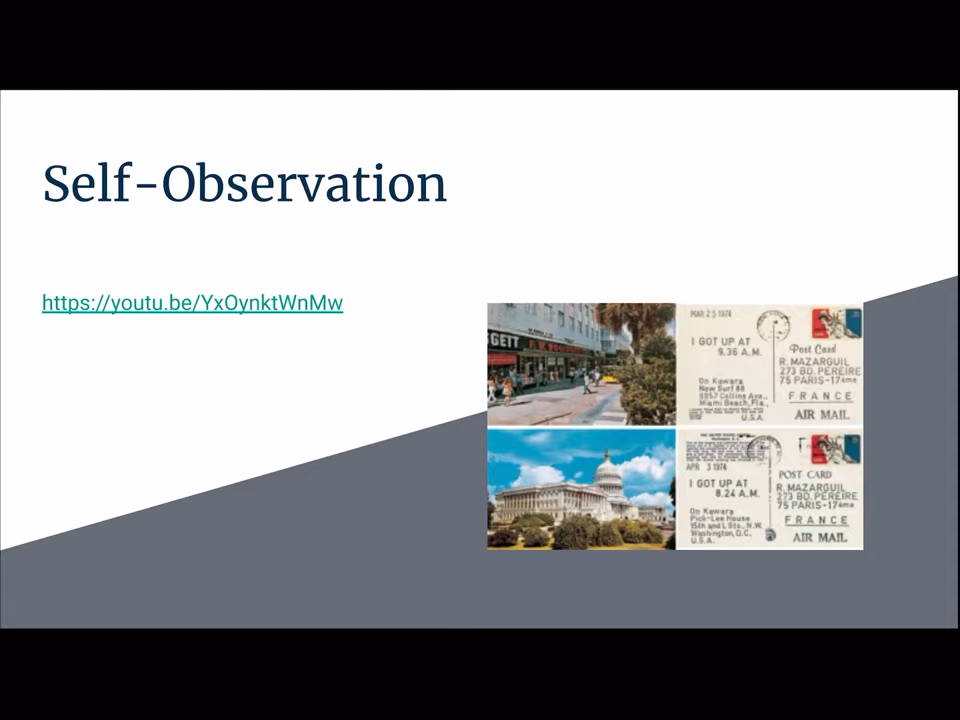 Self-Observation
https://youtu.be/YxOynktWnMw
GETT
MAR 25 1974
I GOT UP AT
9.36 A.M.
On Kawara
New Surf 88
8857 Collins Ave.,
Miami Beach, Fla.,
U.S.A.
Post Card
R. MAZARGUIL
273 BD. PEREIRE
75 PARIS-17ème
FRANCE
AIR MAIL
APR 3 1974
I GOT UP AT
8.24 A.M.
On Kawara
Pick-Lee House
15th and L Sts., N.W.
Washington, D.C.
U.S.A.
POST CARD
R. MAZARGUIL
273 BD. PEREIRE
75 PARIS-17ème
FRANCE
AIR MAIL